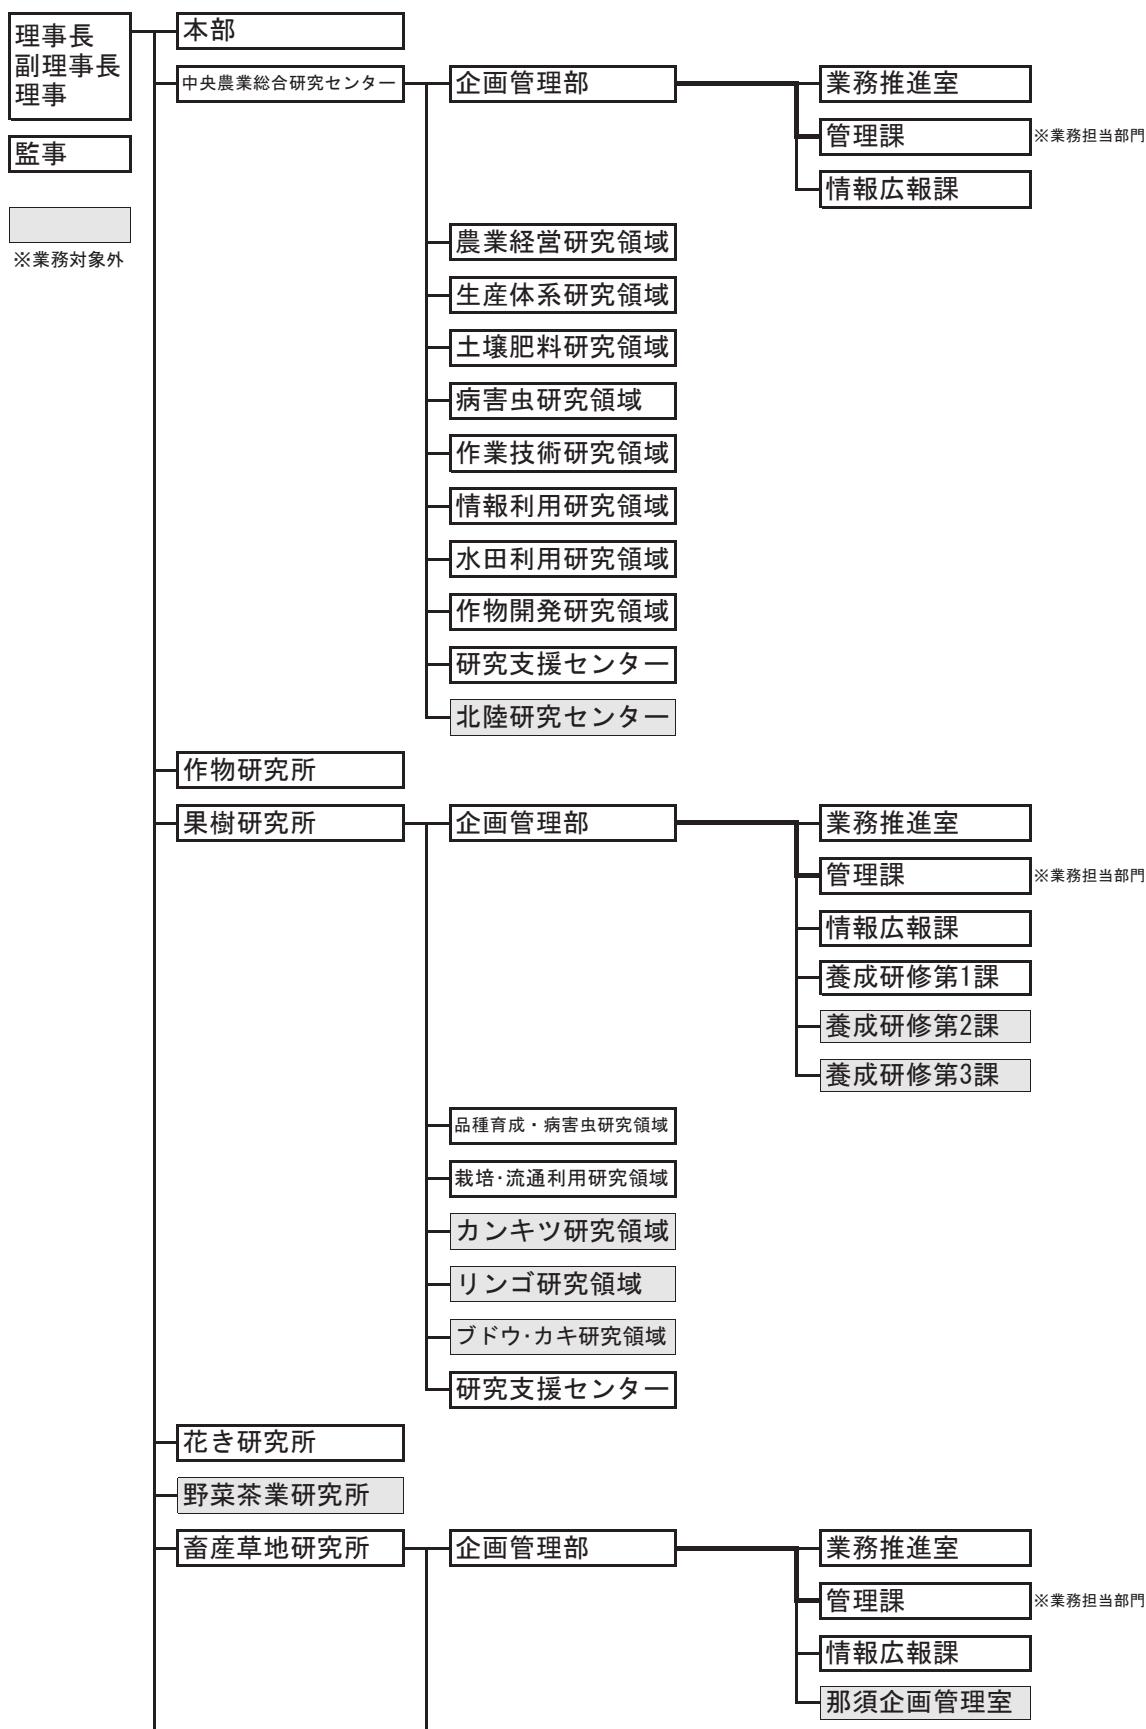 理事長
副理事長
理事
監事
※業務対象外
本部
中央農業総合研究センター
企画管理部
業務推進室
管理課
※業務担当部門
情報広報課
農業経営研究領域
生産体系研究領域
土壌肥料研究領域
病害虫研究領域
作業技術研究領域
情報利用研究領域
水田利用研究領域
作物開発研究領域
研究支援センター
北陸研究センター
作物研究所
果樹研究所
企画管理部
業務推進室
管理課
※業務担当部門
情報広報課
養成研修第1課
養成研修第2課
養成研修第3課
品種育成・病害虫研究領域
栽培・流通利用研究領域
カンキツ研究領域
リンゴ研究領域
ブドウ・カキ研究領域
研究支援センター
花き研究所
野菜茶業研究所
畜産草地研究所
企画管理部
業務推進室
管理課
※業務担当部門
情報広報課
那須企画管理室